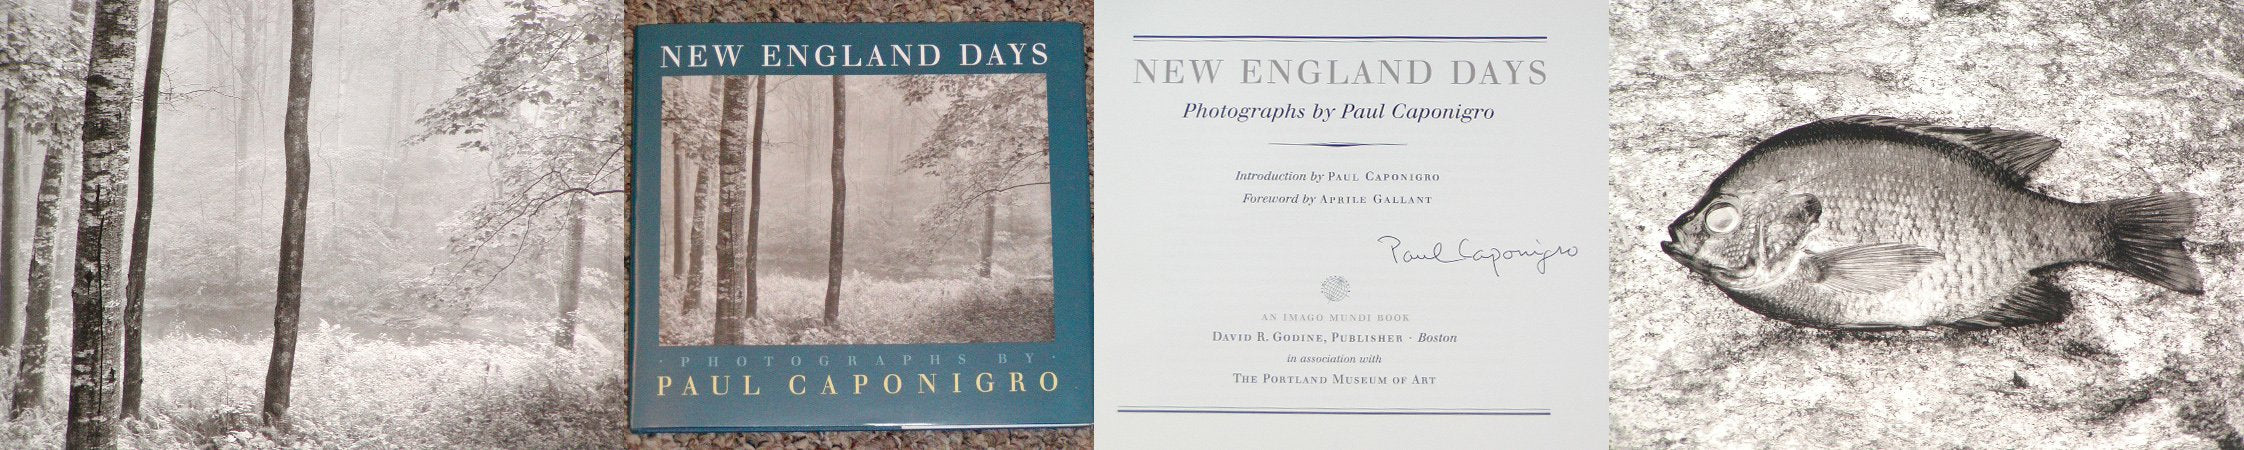 NEW ENGLAND DAYS
· PHOTOGRAPHS BY ·
PAUL CAPONIGRO
NEW ENGLAND DAYS
Photographs by Paul Caponigro
Introduction by PAUL CAPONIGRO
Foreword by APRILE GALLANT
Paul Caponigro
AN IMAGO MUNDI BOOK
DAVID R. GODINE, PUBLISHER · Boston
in association with
THE PORTLAND MUSEUM OF ART